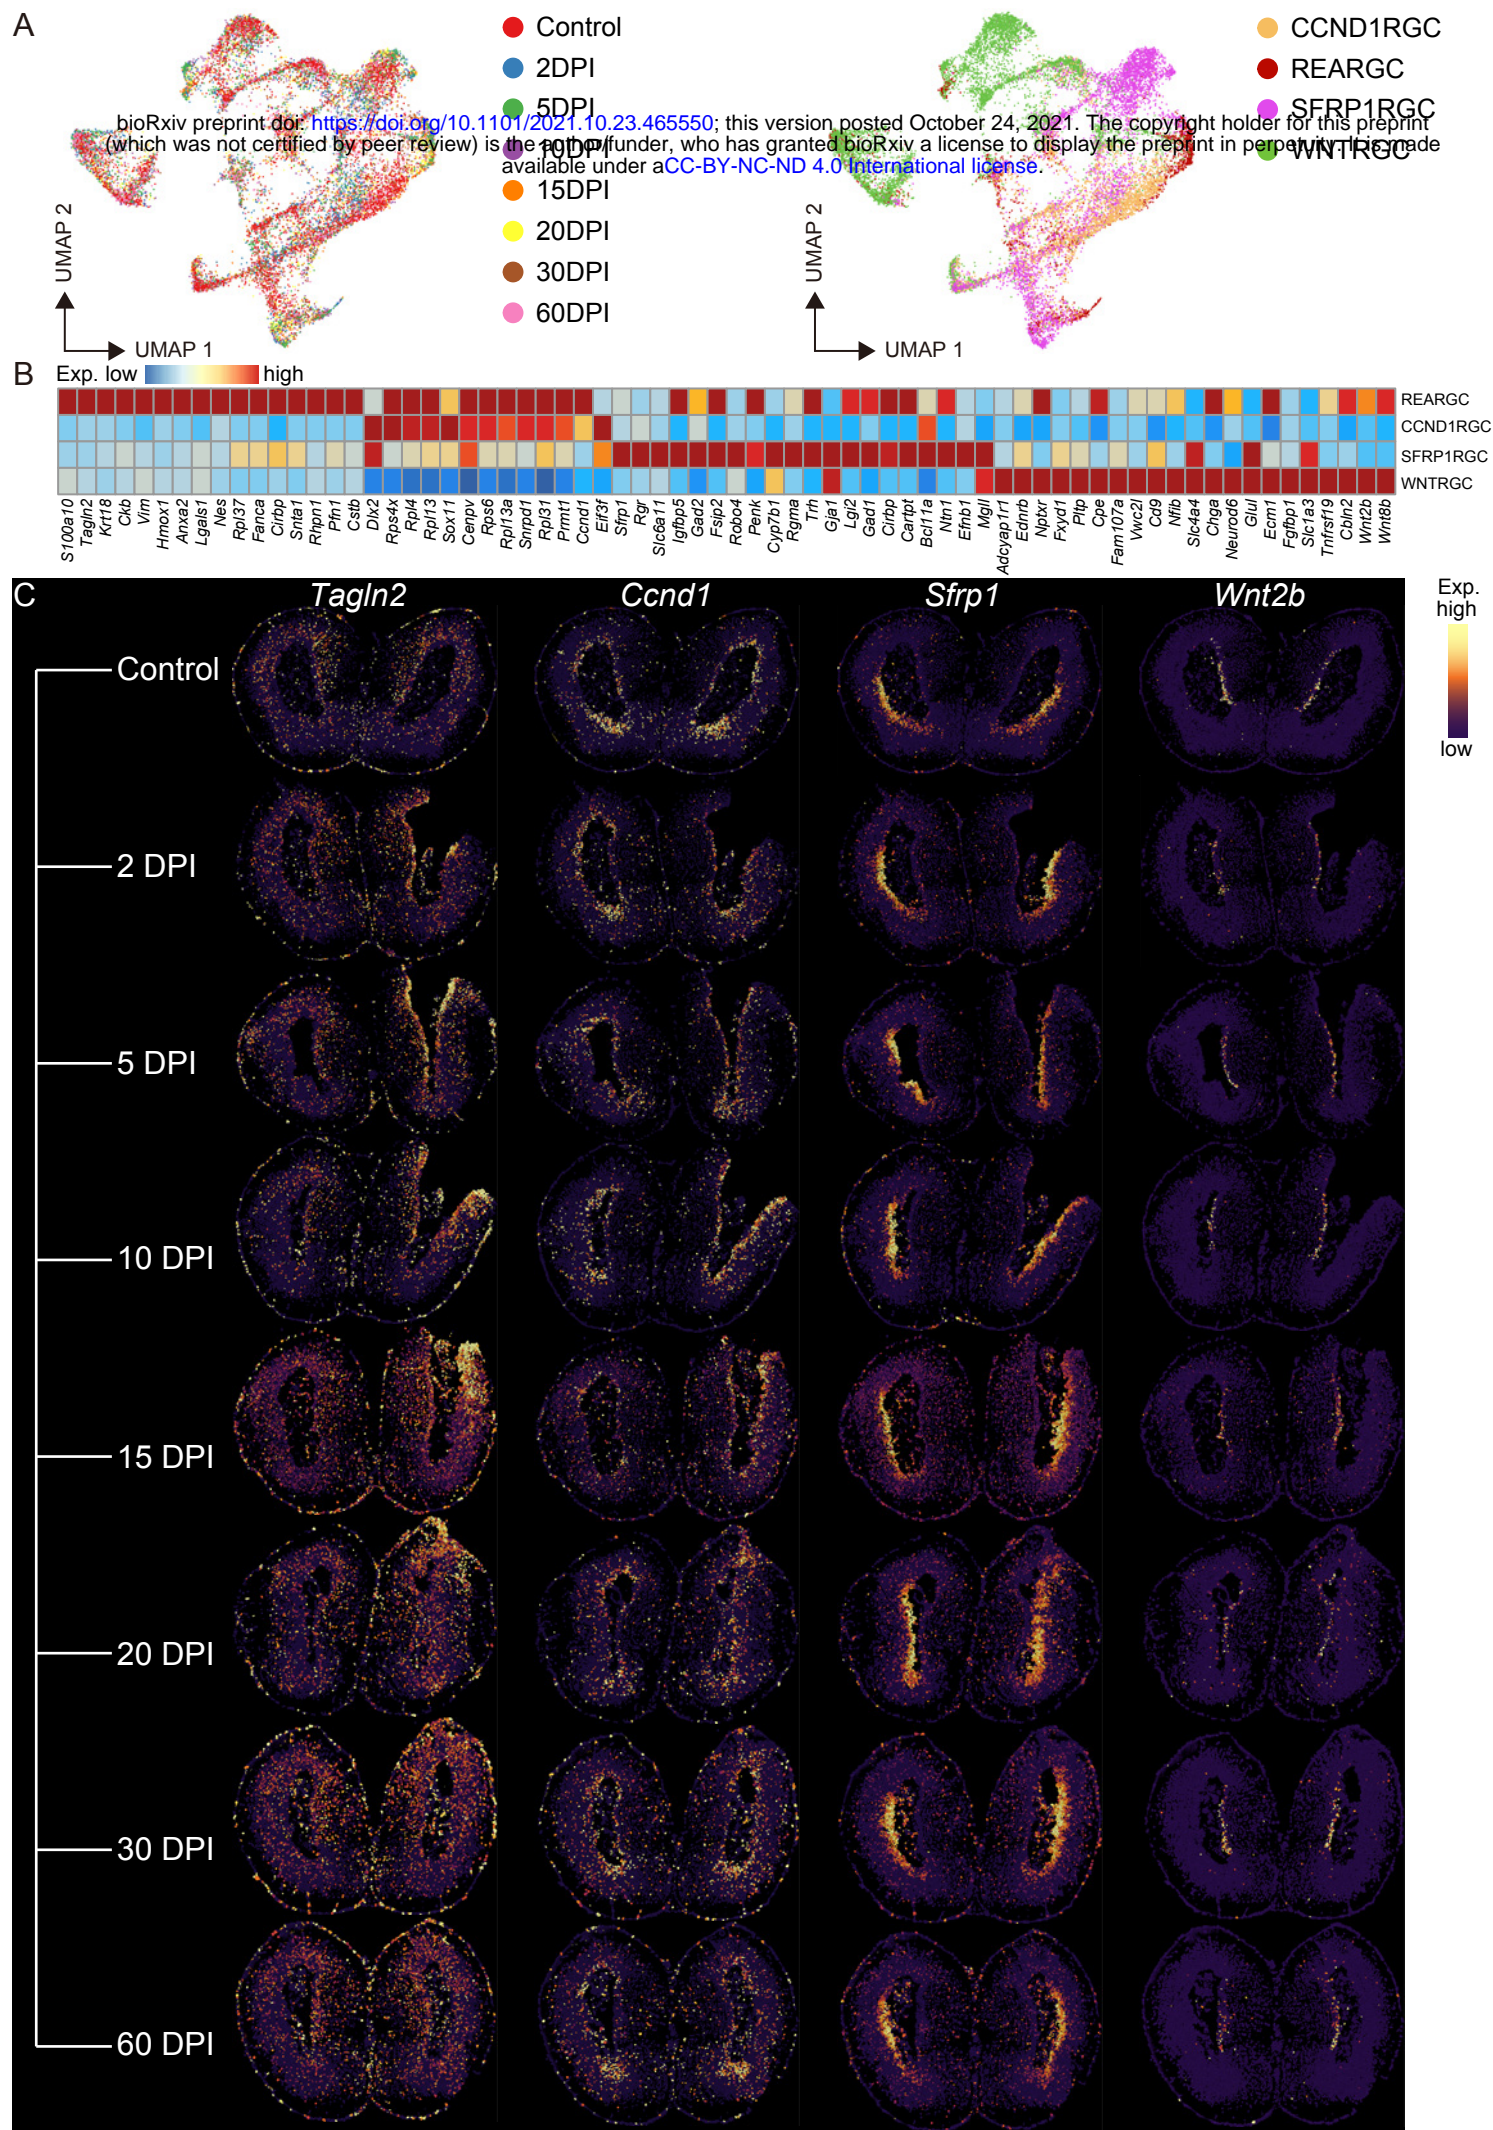 A
Control
2DPI
5DPI
10DPI
15DPI
20DPI
30DPI
60DPI
UMAP 2
UMAP 1
CCND1RGC
REARGC
SFRP1RGC
WNTRGC
UMAP 2
UMAP 1
bioRxiv preprint doi: https://doi.org/10.1101/2021.10.23.465550; this version posted October 24, 2021. The copyright holder for this preprint
(which was not certified by peer review) is the author/funder, who has granted bioRxiv a license to display the preprint in perpetuity. It is made
available under aCC-BY-NC-ND 4.0 International license.
B
Exp. low high
REARGC
CCND1RGC
SFRP1RGC
WNTRGC
S100a10
Tagln2
Krt18
Ckb
Vim
Hmox1
Anxa2
Lgals1
Nes
Rpl37
Fanca
Cirbp
Snta1
Rhpn1
Pfn1
Cstb
Dlx2
Rps4x
Rpl4
Rpl13
Sox11
Cenpv
Rps6
Rpl13a
Snrpd1
Rpl31
Prmt1
Ccnd1
Eif3f
Sfrp1
Rgr
Slc6a11
Igfbp5
Gad2
Fsip2
Robo4
Penk
Cyp7b1
Rgma
Trh
Gja1
Lgi2
Gad1
Cirbp
Cartpt
Bcl11a
Ntn1
Efnb1
Mgll
Adcyap1r1
Ednrb
Nptxr
Fxyd1
Pltp
Cpe
Fam107a
Vwc2l
Cd9
Nfib
Slc4a4
Chga
Neurod6
Glul
Ecm1
Fgfbp1
Slc1a3
Tnfrsf19
Cbln2
Wnt2b
Wnt8b
C
Tagln2 Ccnd1 Sfrp1 Wnt2b
Exp.
high
low
Control
2 DPI
5 DPI
10 DPI
15 DPI
20 DPI
30 DPI
60 DPI